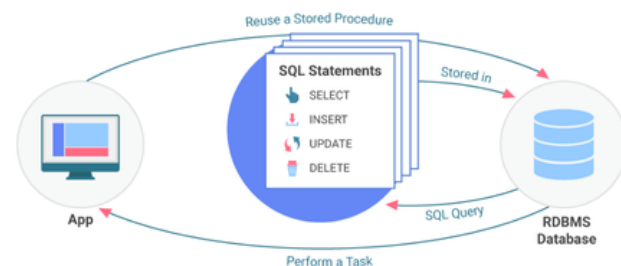 Reuse a Stored Procedure
SQL Statements
SELECT
INSERT
UPDATE
DELETE
Stored in
App
SQL Query
RDBMS
Database
Perform a Task